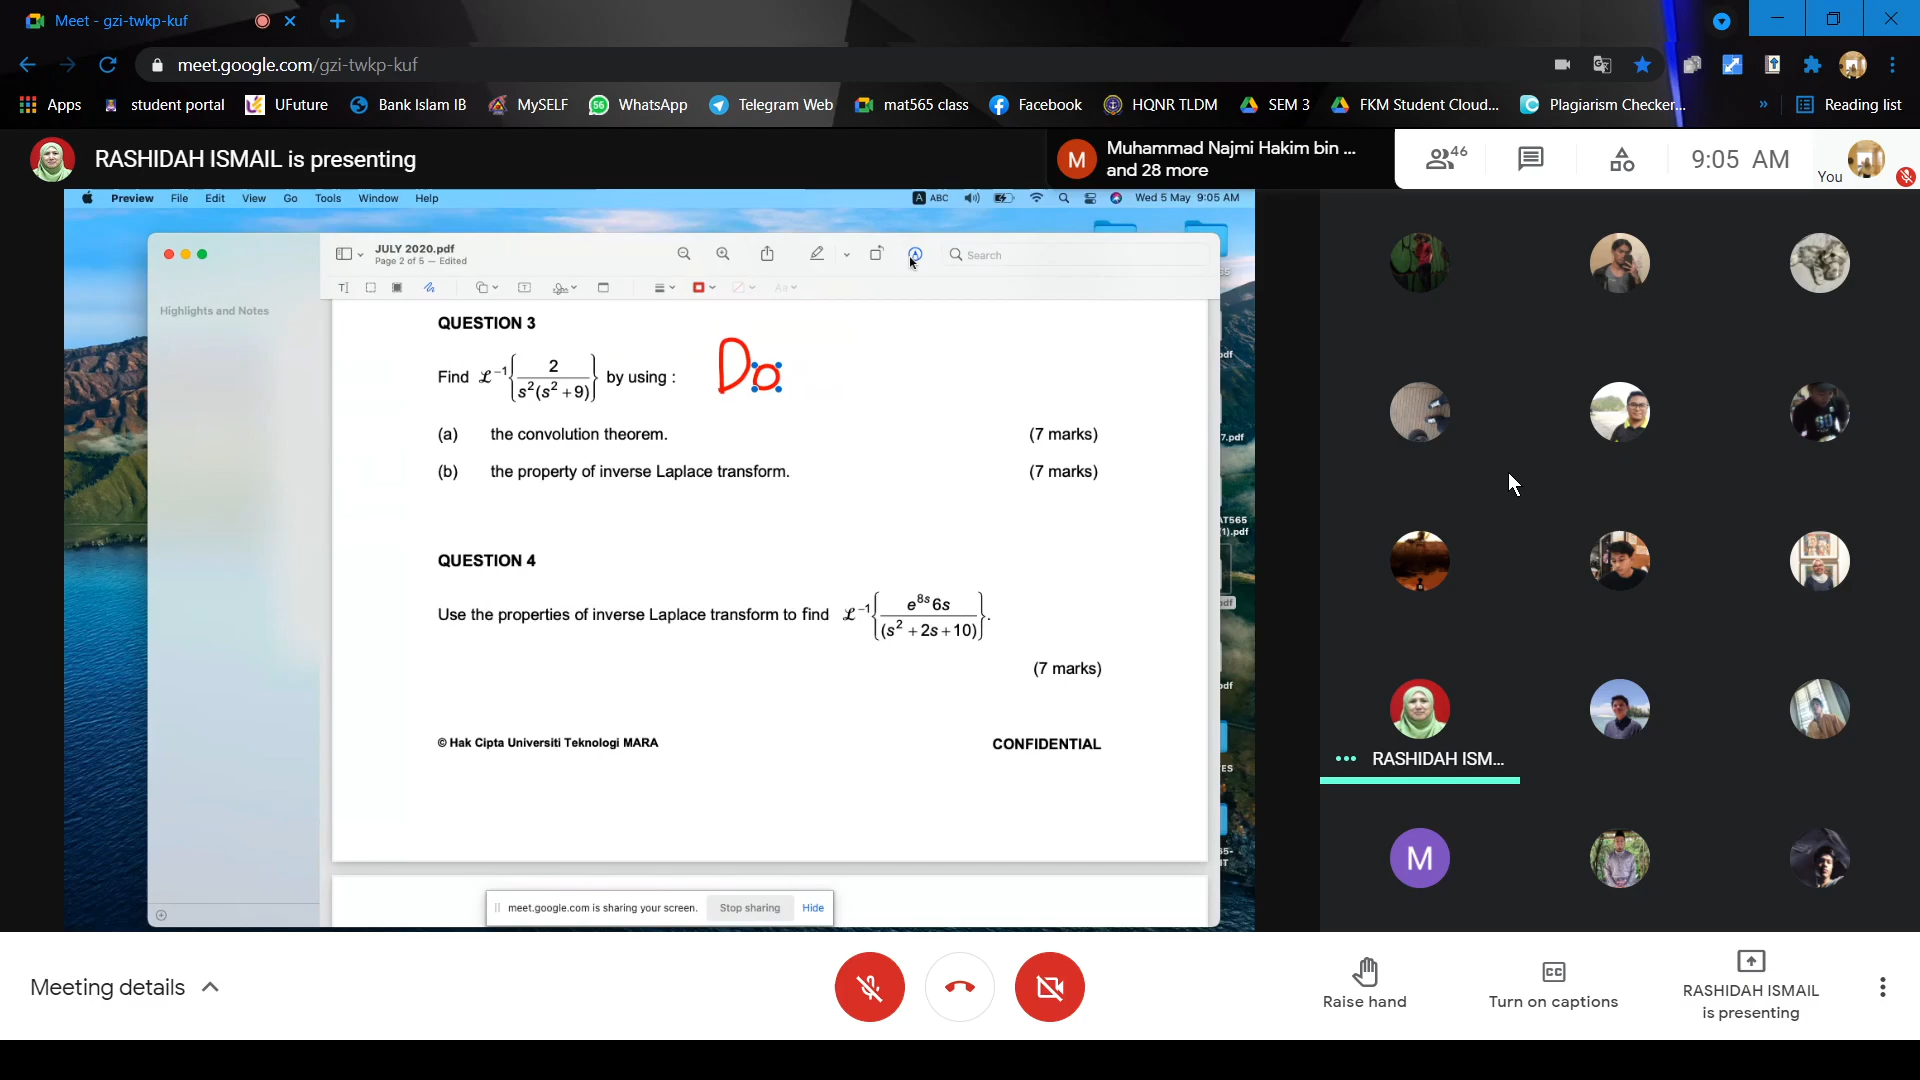 Meet - gzi-twkp-kuf
meet.google.com/gzi-twkp-kuf
Apps student portal UFuture Bank Islam IB MySELF 56 WhatsApp Telegram Web mat565 class Facebook HQNR TLDM SEM 3 FKM Student Cloud... Plagiarism Checker... » Reading list
RASHIDAH ISMAIL is presenting
M Muhammad Najmi Hakim bin ...
and 28 more
46
9:05 AM
You
Preview File Edit View Go Tools Window Help A ABC Wed 5 May 9:05 AM
JULY 2020.pdf
Page 2 of 5 — Edited
Search
Highlights and Notes
QUESTION 3
Find ℒ⁻¹{2/(s²(s² + 9))} by using :
Do
(a) the convolution theorem. (7 marks)
(b) the property of inverse Laplace transform. (7 marks)
QUESTION 4
Use the properties of inverse Laplace transform to find ℒ⁻¹{e⁸ˢ6s/(s² + 2s + 10)}.
(7 marks)
© Hak Cipta Universiti Teknologi MARA CONFIDENTIAL
meet.google.com is sharing your screen. Stop sharing Hide
RASHIDAH ISM...
M
Meeting details
Raise hand
Turn on captions
RASHIDAH ISMAIL
is presenting